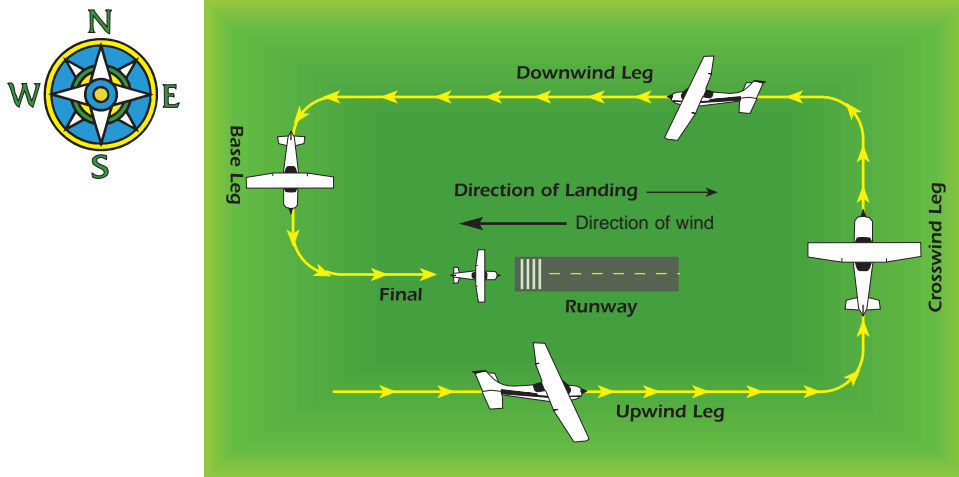 N
W E
S
Downwind Leg
Base Leg
Direction of Landing
Direction of wind
Crosswind Leg
Final
Runway
Upwind Leg